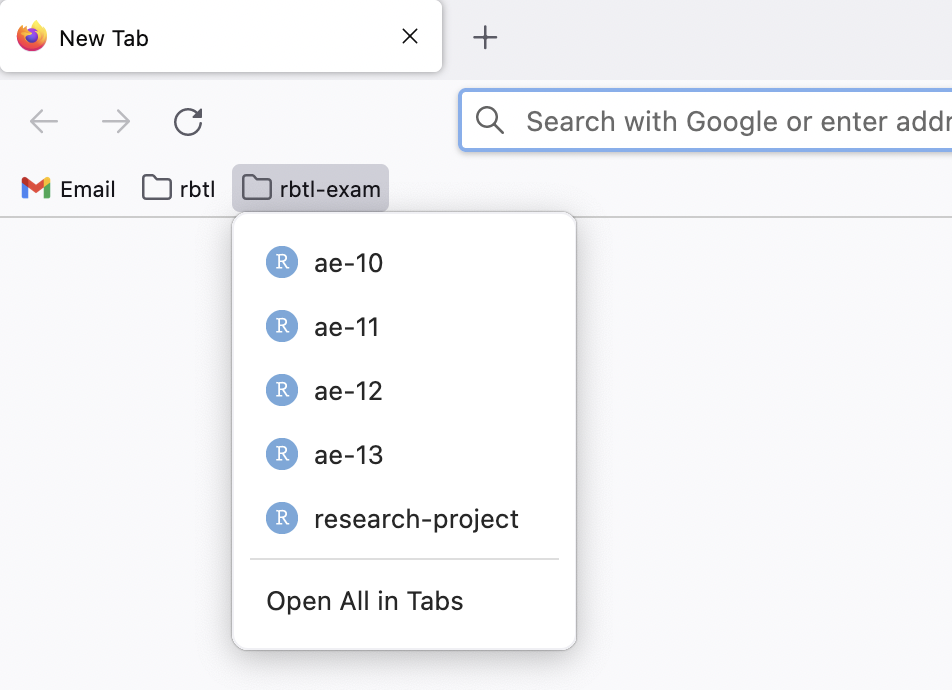 New Tab
Search with Google or enter addr
Email rbtl rbtl-exam
R ae-10
R ae-11
R ae-12
R ae-13
R research-project
Open All in Tabs